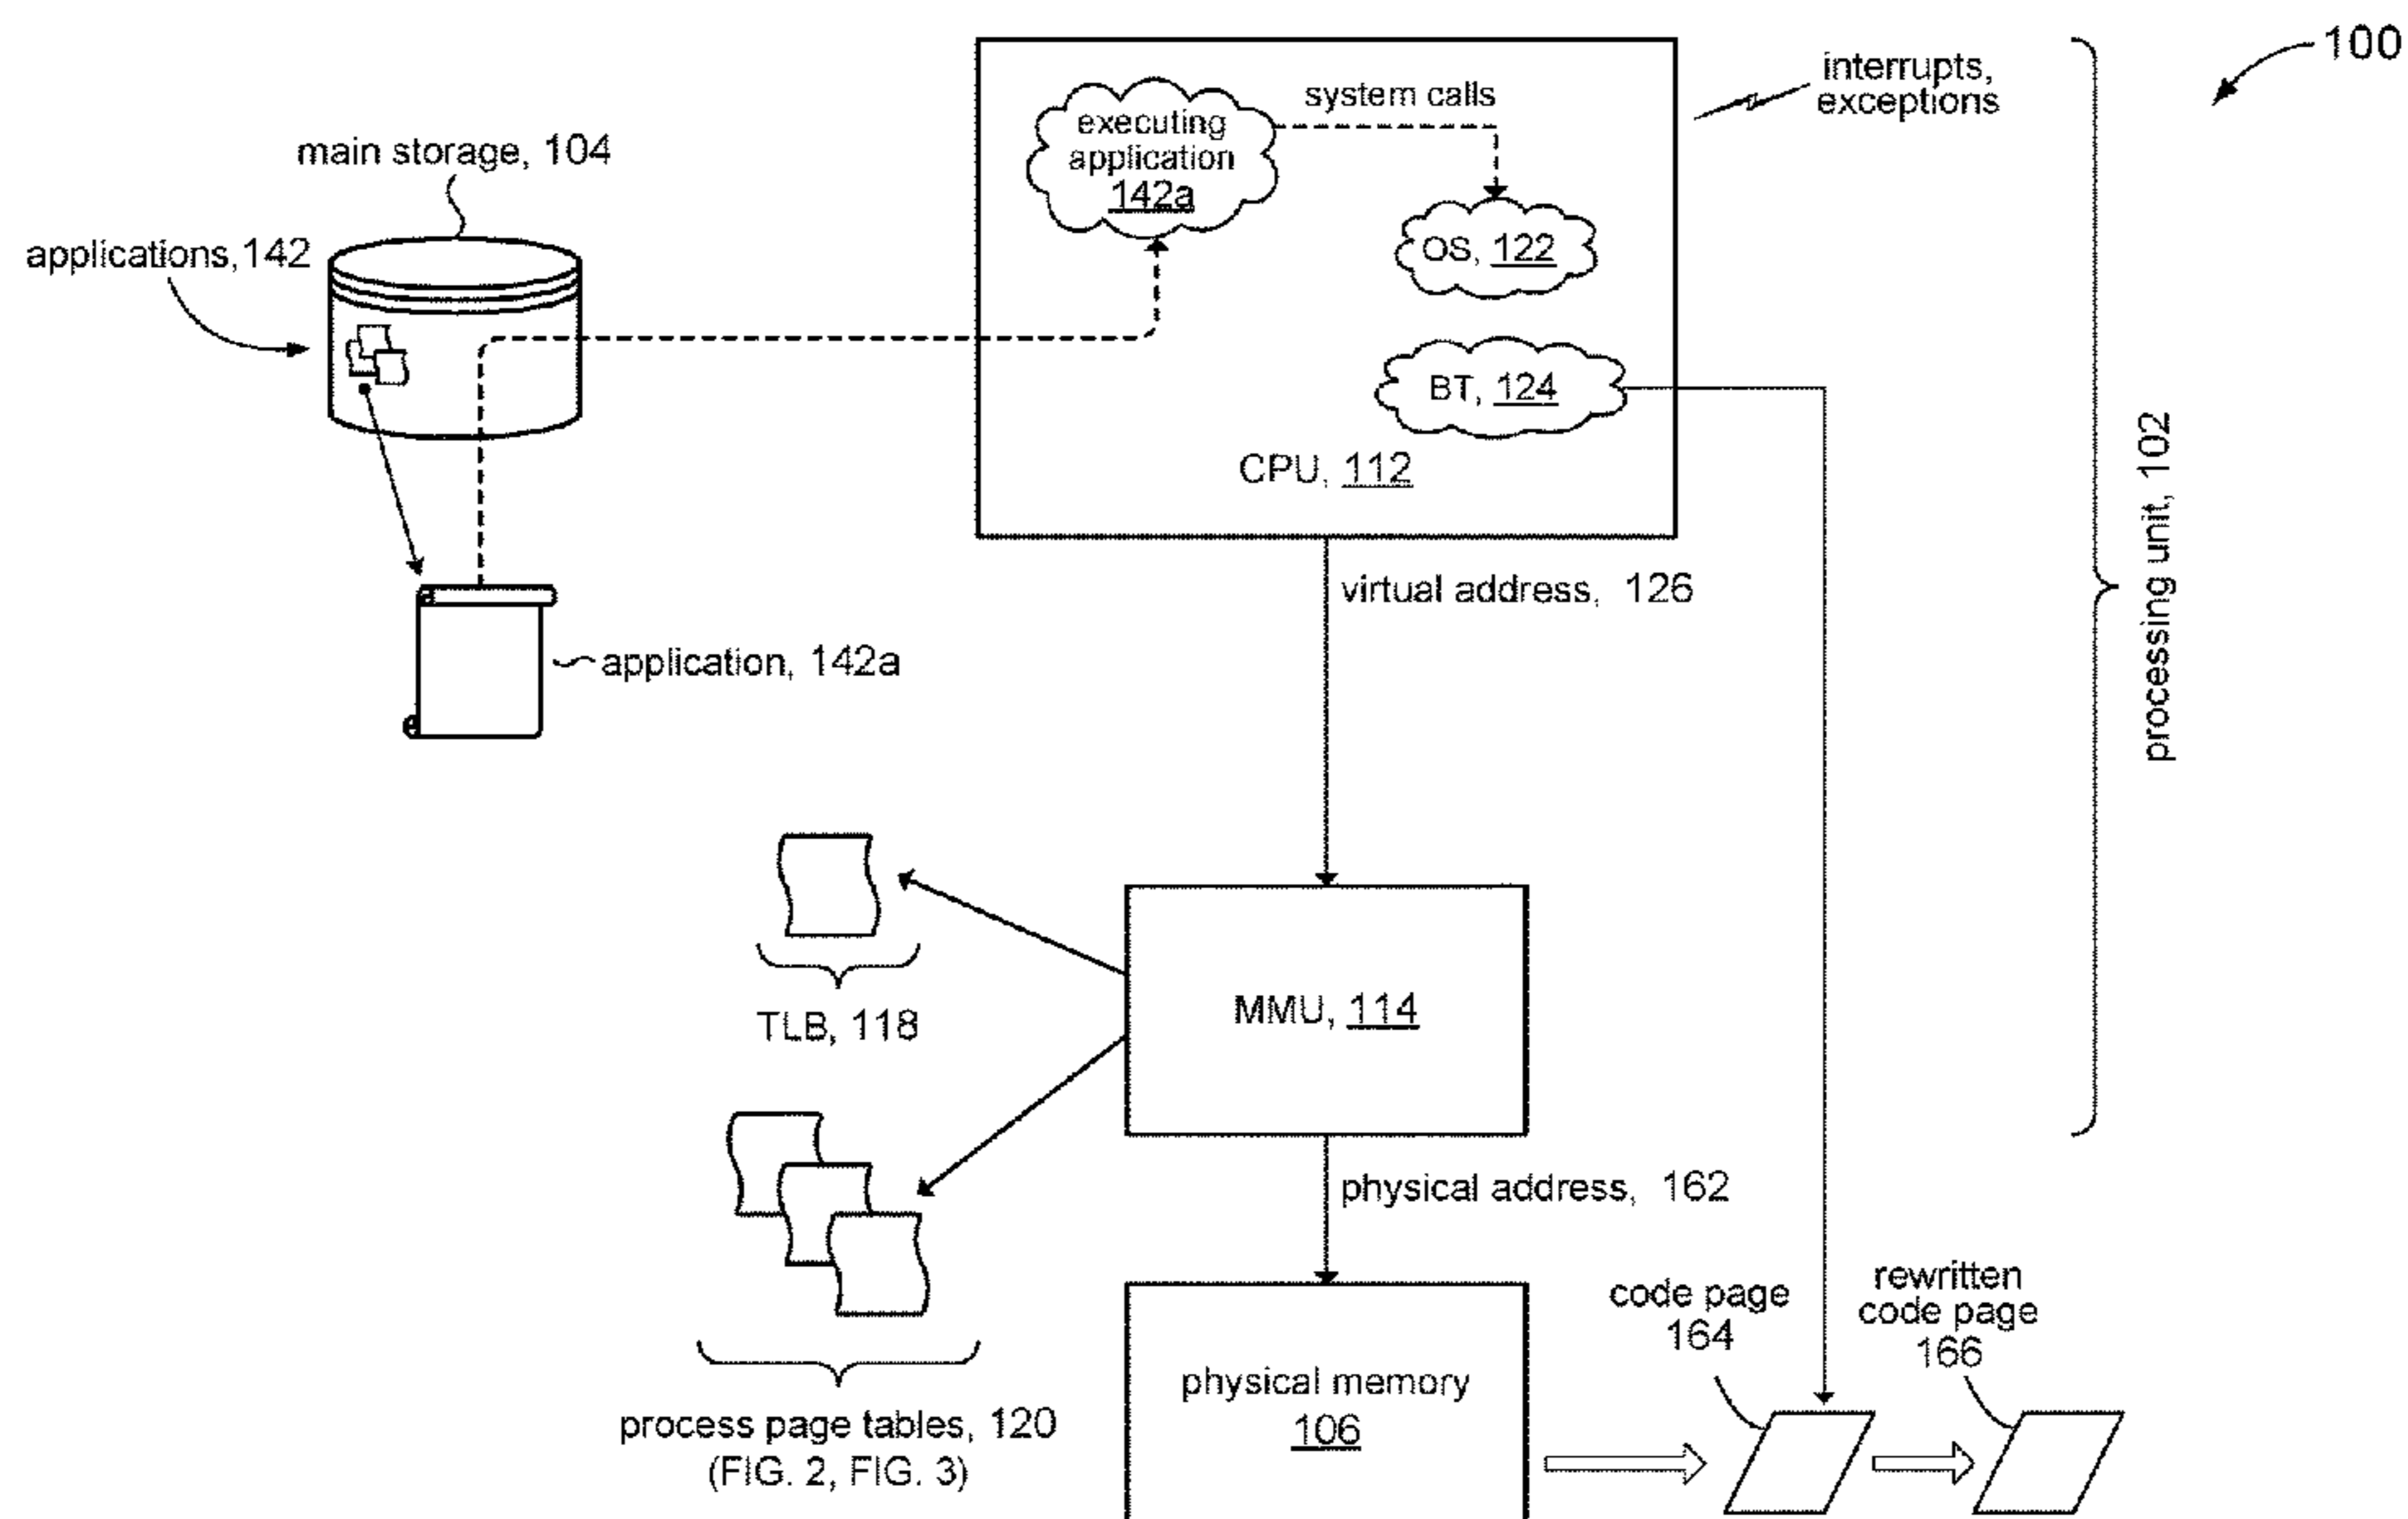 100
interrupts,
exceptions
system calls
executing
application
142a
main storage, 104
applications,142
OS, 122
BT, 124
CPU, 112
processing unit, 102
virtual address, 126
application, 142a
MMU, 114
TLB, 118
physical address, 162
code page
164
rewritten
code page
166
physical memory
106
process page tables, 120
(FIG. 2, FIG. 3)